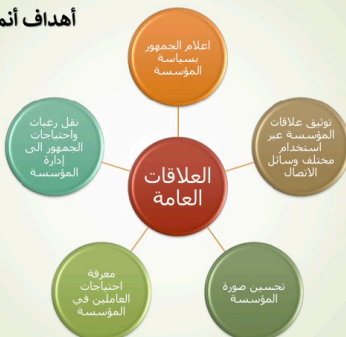 أهداف
اعلام الجمهور
بسياسة
المؤسسة
توثيق علاقات
المؤسسة عبر
استخدام
مختلف وسائل
الاتصال
تحسين صورة
المؤسسة
معرفة
احتياجات
العاملين في
المؤسسة
نقل رغبات
واحتياجات
الجمهور الى
إدارة
المؤسسة
العلاقات
العامة